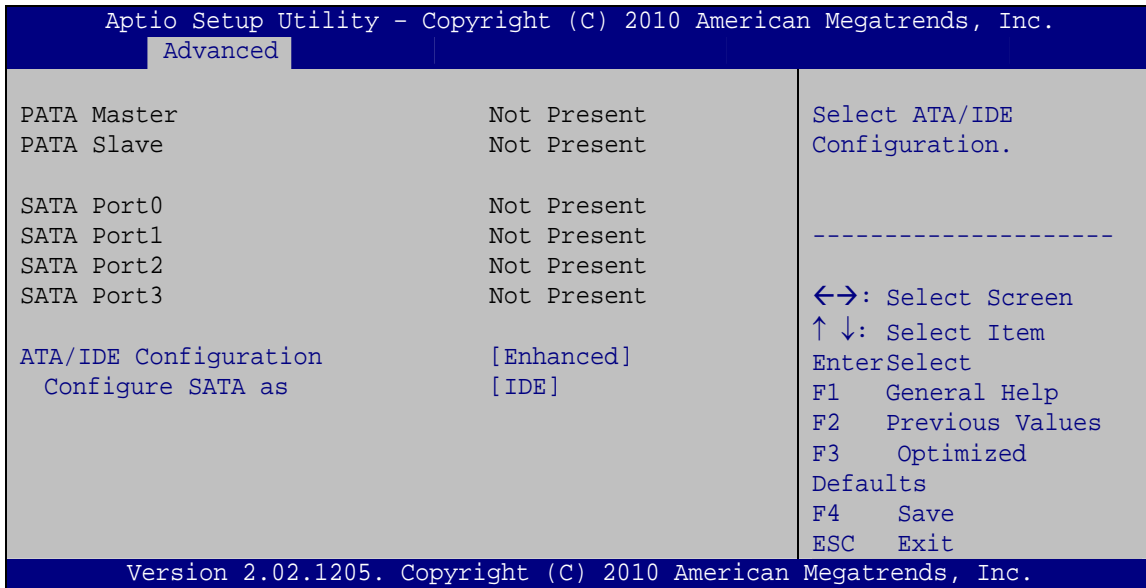 Aptio Setup Utility – Copyright (C) 2010 American Megatrends, Inc.
Advanced
PATA Master Not Present
PATA Slave Not Present
SATA Port0 Not Present
SATA Port1 Not Present
SATA Port2 Not Present
SATA Port3 Not Present
ATA/IDE Configuration [Enhanced]
Configure SATA as [IDE]
Select ATA/IDE
Configuration.
---------------------
←→: Select Screen
↑ ↓: Select Item
EnterSelect
F1 General Help
F2 Previous Values
F3 Optimized
Defaults
F4 Save
ESC Exit
Version 2.02.1205. Copyright (C) 2010 American Megatrends, Inc.